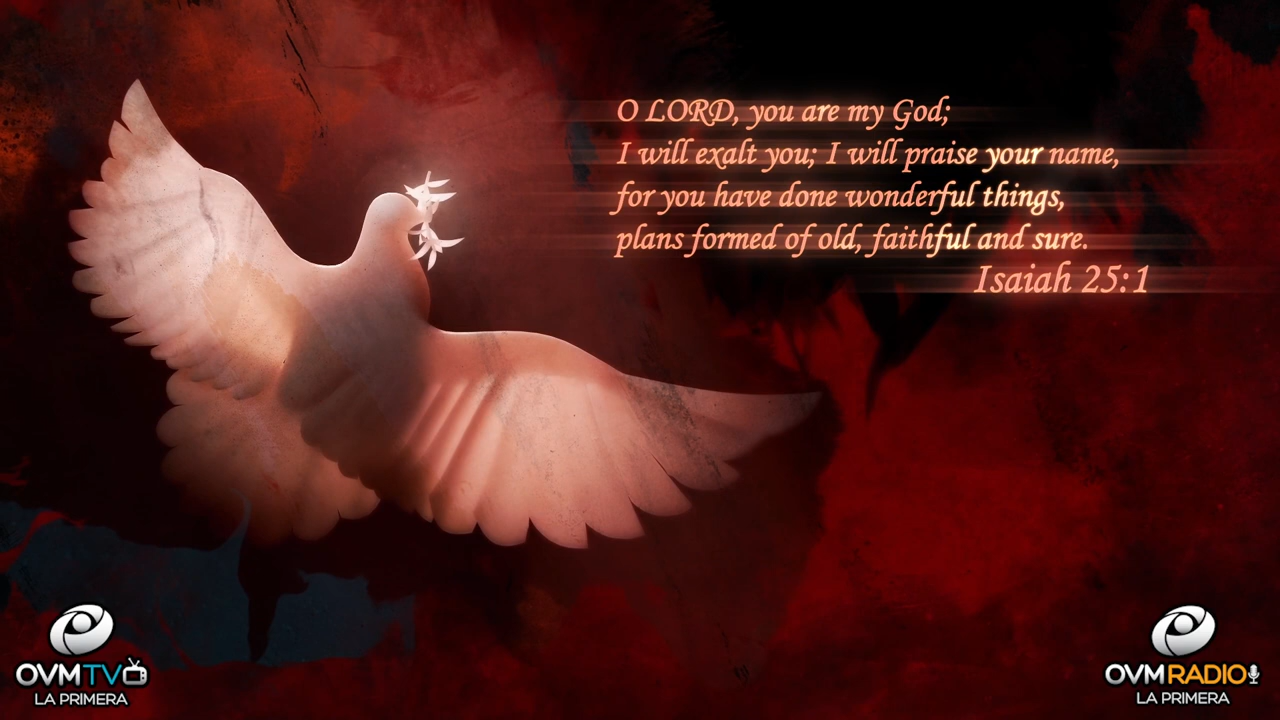 O LORD, you are my God;
I will exalt you; I will praise your name,
for you have done wonderful things,
plans formed of old, faithful and sure.
Isaiah 25:1
OVMTV
LA PRIMERA
OVMRADIO
LA PRIMERA